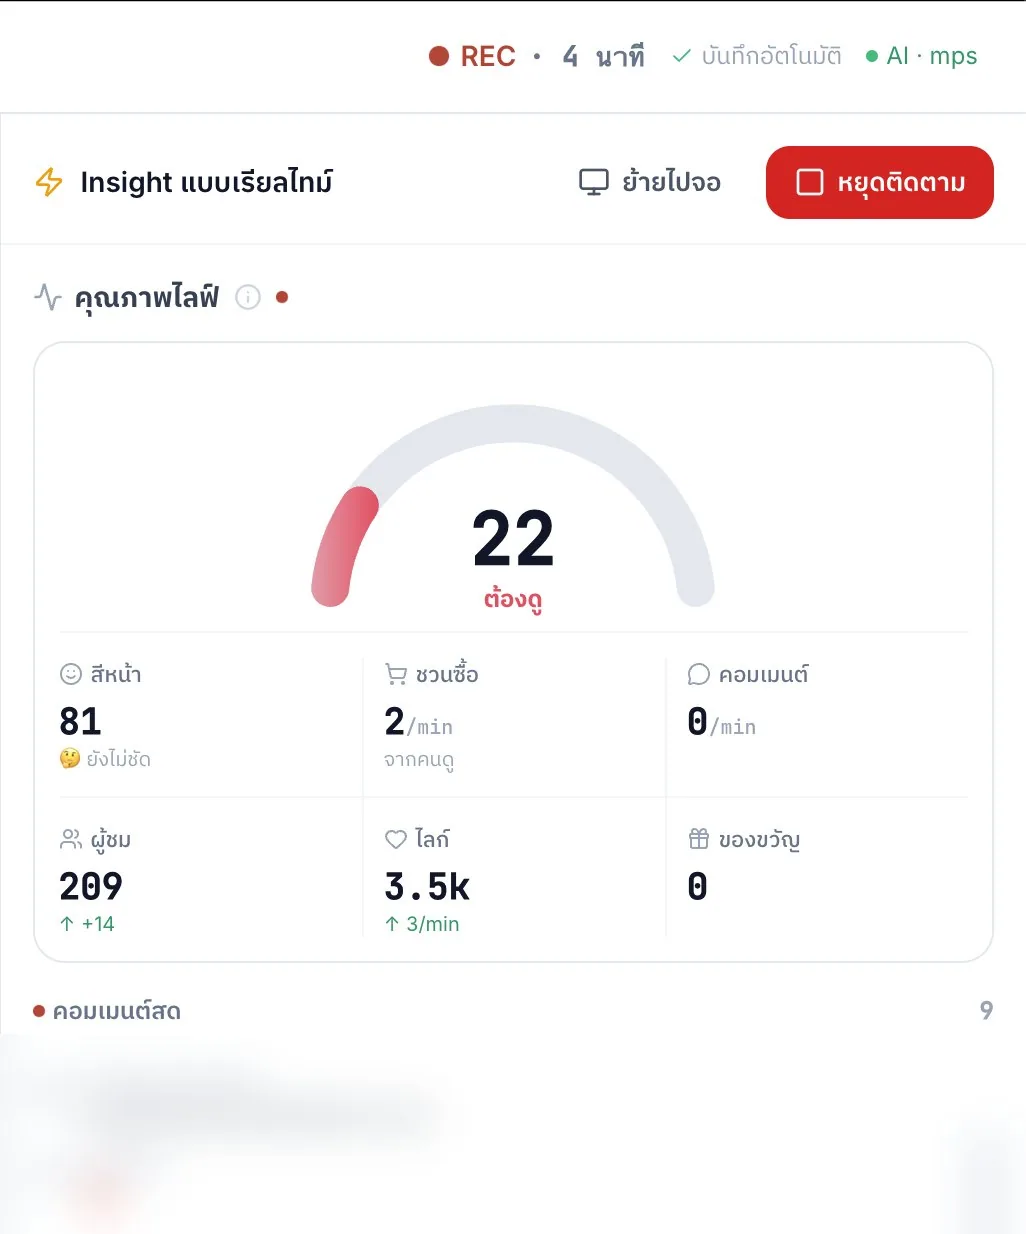 REC · 4 นาที บันทึกอัตโนมัติ AI · mps
Insight แบบเรียลไทม์ ย้ายไปจอ หยุดติดตาม
คุณภาพไลฟ์
22
ต้องดู
สีหน้า ชวนซื้อ คอมเมนต์
81 2/min 0/min
🤔 ยังไม่ชัด จากคนดู
ผู้ชม ไลก์ ของขวัญ
209 3.5k 0
↑ +14 ↑ 3/min
คอมเมนต์สด 9